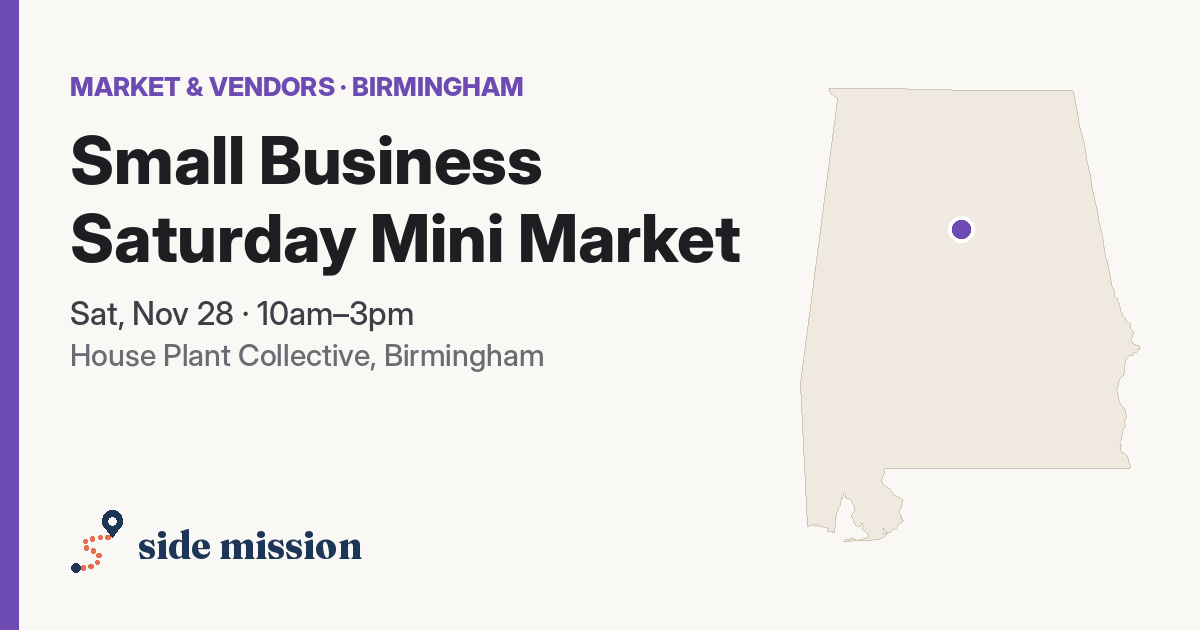 MARKET & VENDORS · BIRMINGHAM
Small Business
Saturday Mini Market
Sat, Nov 28 · 10am–3pm
House Plant Collective, Birmingham
side mission